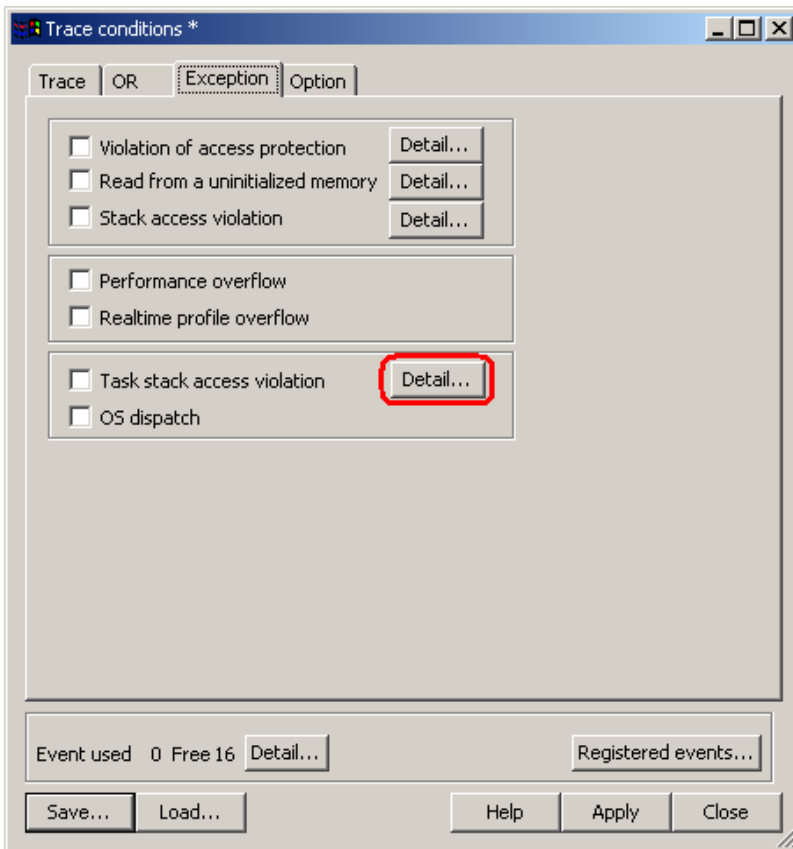 Trace conditions *
Trace OR Exception Option
Violation of access protection Detail...
Read from a uninitialized memory Detail...
Stack access violation Detail...
Performance overflow
Realtime profile overflow
Task stack access violation Detail...
OS dispatch
Event used 0 Free 16 Detail... Registered events...
Save... Load... Help Apply Close